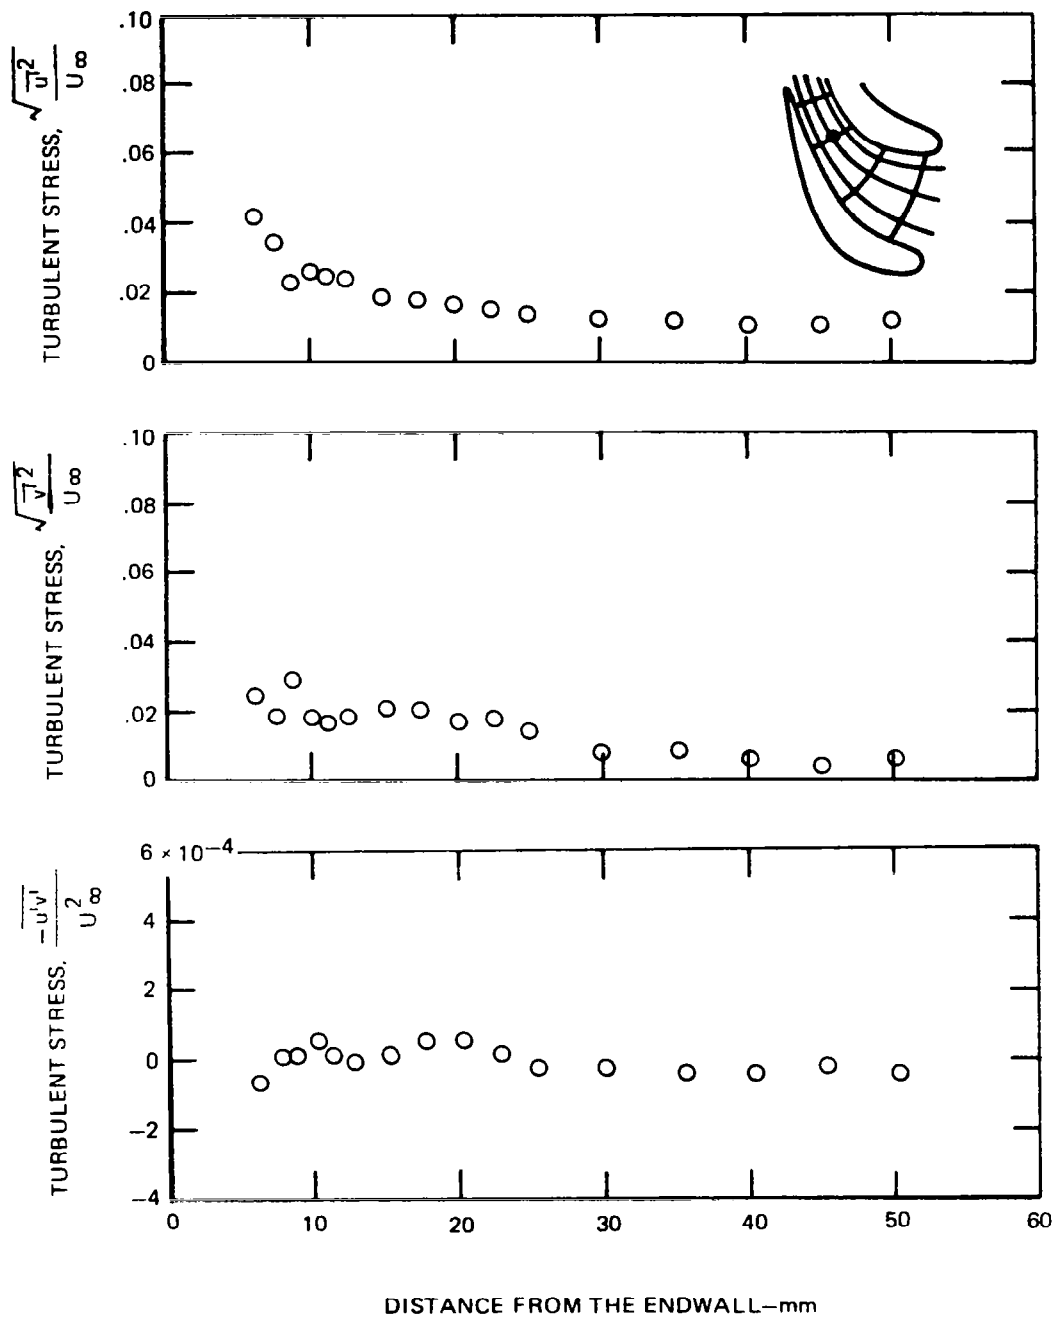 TURBULENT STRESS, √u'² / U∞
.10
.08
.06
.04
.02
0
TURBULENT STRESS, √v'² / U∞
.10
.08
.06
.04
.02
0
TURBULENT STRESS. −u'v' / U²∞
6 × 10−4
4
2
0
−2
−4
0 10 20 30 40 50 60
DISTANCE FROM THE ENDWALL−mm